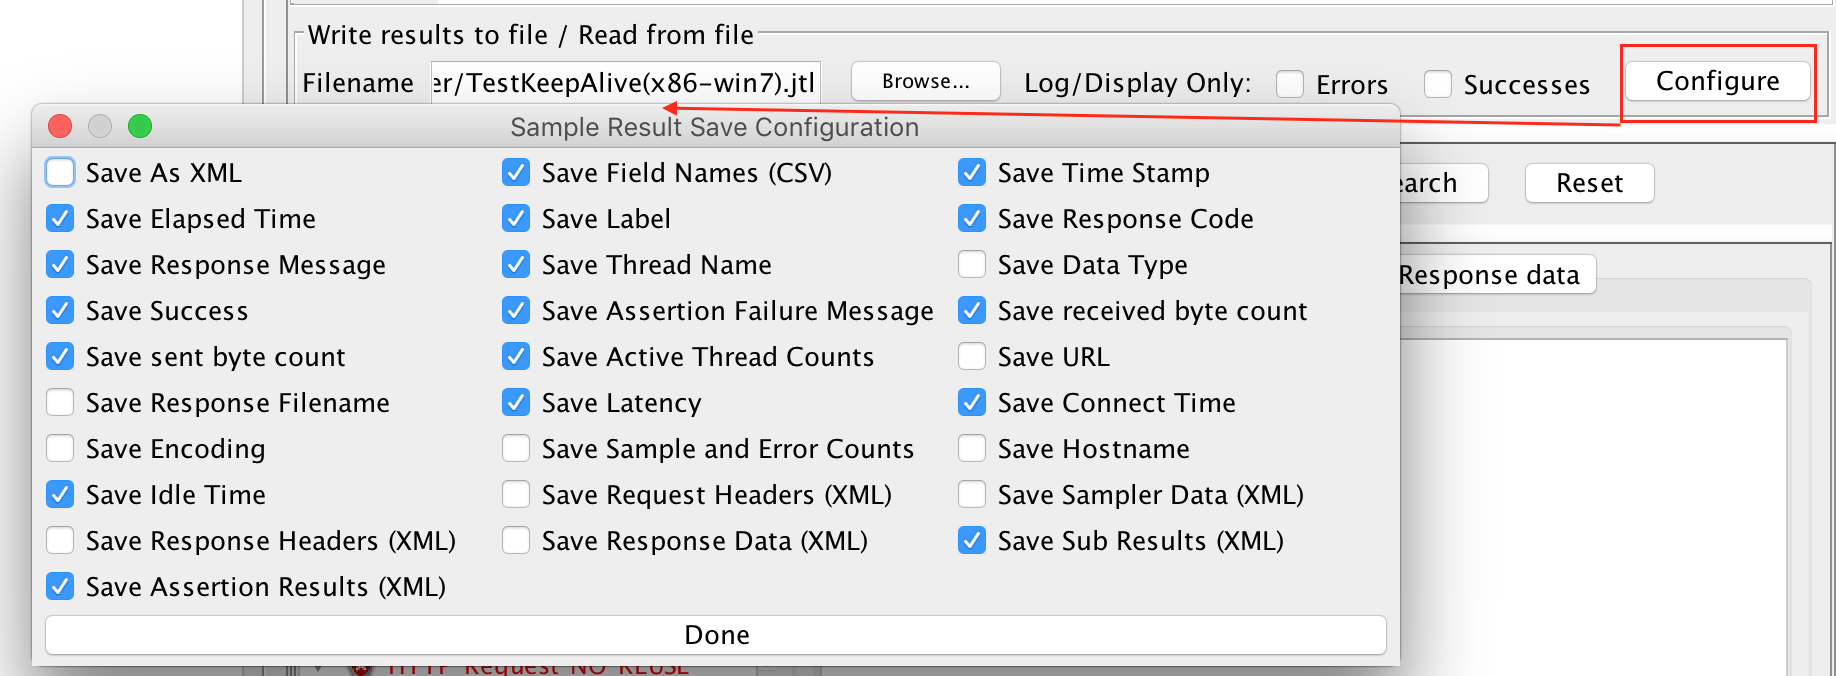 Write results to file / Read from file
Filename er/TestKeepAlive(x86-win7).jtl Browse... Log/Display Only: Errors Successes Configure
Sample Result Save Configuration
Save As XML Save Field Names (CSV) Save Time Stamp
earch Reset
Save Elapsed Time Save Label Save Response Code
Save Response Message Save Thread Name Save Data Type
Response data
Save Success Save Assertion Failure Message Save received byte count
Save sent byte count Save Active Thread Counts Save URL
Save Response Filename Save Latency Save Connect Time
Save Encoding Save Sample and Error Counts Save Hostname
Save Idle Time Save Request Headers (XML) Save Sampler Data (XML)
Save Response Headers (XML) Save Response Data (XML) Save Sub Results (XML)
Save Assertion Results (XML)
Done
HTTP Request NO REUSE